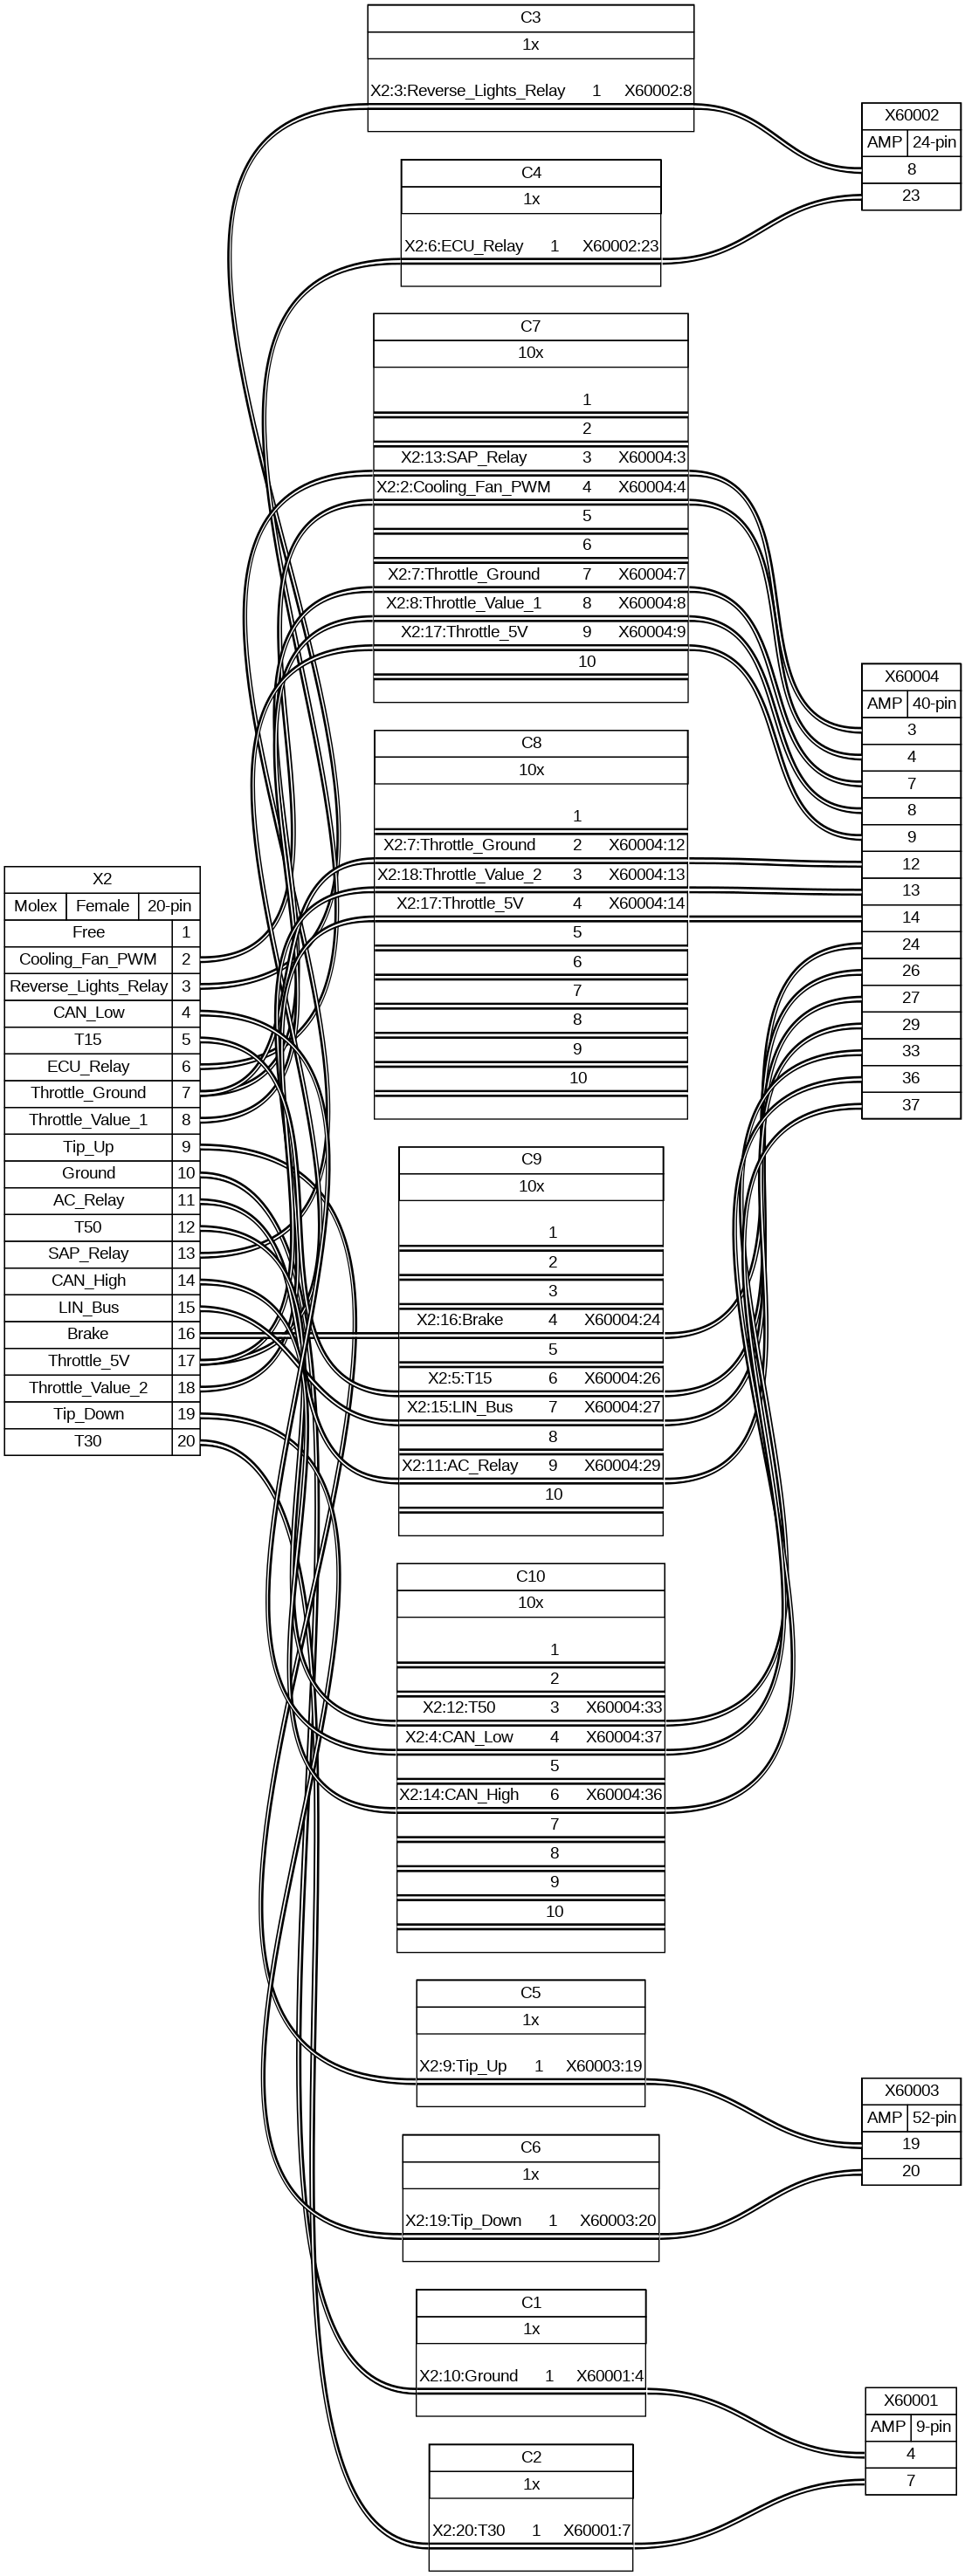 X2
Molex Female 20-pin
Free 1
Cooling_Fan_PWM 2
Reverse_Lights_Relay 3
CAN_Low 4
T15 5
ECU_Relay 6
Throttle_Ground 7
Throttle_Value_1 8
Tip_Up 9
Ground 10
AC_Relay 11
T50 12
SAP_Relay 13
CAN_High 14
LIN_Bus 15
Brake 16
Throttle_5V 17
Throttle_Value_2 18
Tip_Down 19
T30 20
C3
1x
X2:3:Reverse_Lights_Relay 1 X60002:8
C4
1x
X2:6:ECU_Relay 1 X60002:23
C7
10x
1
2
X2:13:SAP_Relay 3 X60004:3
X2:2:Cooling_Fan_PWM 4 X60004:4
5
6
X2:7:Throttle_Ground 7 X60004:7
X2:8:Throttle_Value_1 8 X60004:8
X2:17:Throttle_5V 9 X60004:9
10
C8
10x
1
X2:7:Throttle_Ground 2 X60004:12
X2:18:Throttle_Value_2 3 X60004:13
X2:17:Throttle_5V 4 X60004:14
5
6
7
8
9
10
C9
10x
1
2
3
X2:16:Brake 4 X60004:24
5
X2:5:T15 6 X60004:26
X2:15:LIN_Bus 7 X60004:27
8
X2:11:AC_Relay 9 X60004:29
10
C10
10x
1
2
X2:12:T50 3 X60004:33
X2:4:CAN_Low 4 X60004:37
5
X2:14:CAN_High 6 X60004:36
7
8
9
10
C5
1x
X2:9:Tip_Up 1 X60003:19
C6
1x
X2:19:Tip_Down 1 X60003:20
C1
1x
X2:10:Ground 1 X60001:4
C2
1x
X2:20:T30 1 X60001:7
X60002
AMP 24-pin
8
23
X60004
AMP 40-pin
3
4
7
8
9
12
13
14
24
26
27
29
33
36
37
X60003
AMP 52-pin
19
20
X60001
AMP 9-pin
4
7